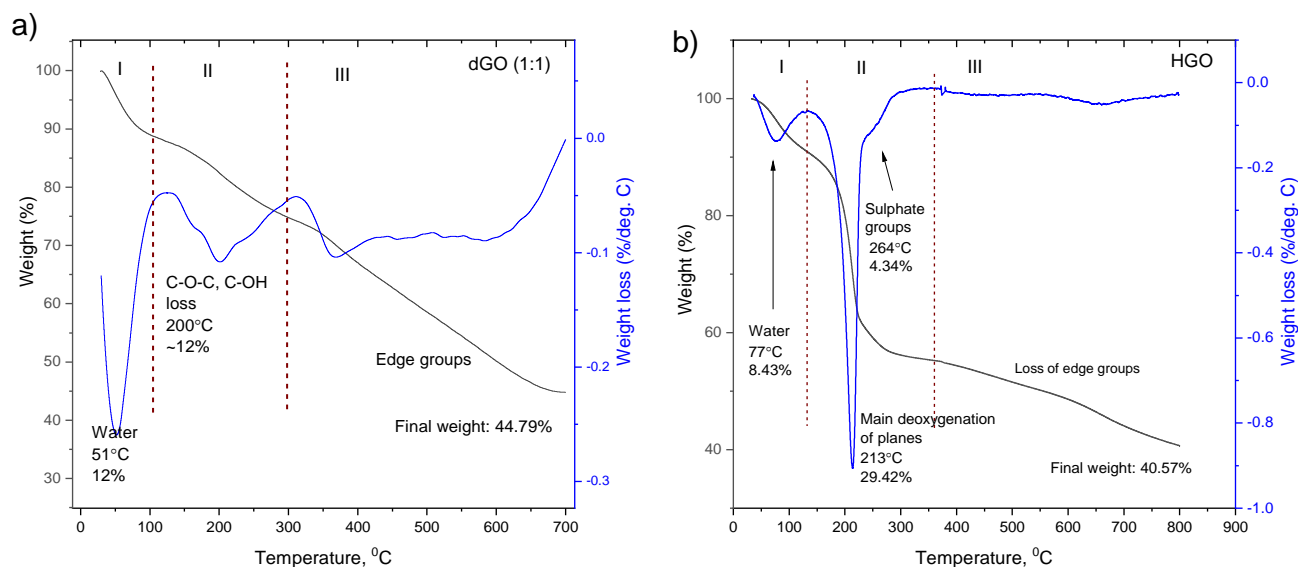 a)
I
II
III
dGO (1:1)
C-O-C, C-OH
loss
200°C
~12%
Edge groups
Water
51°C
12%
Final weight: 44.79%
100
90
80
70
60
50
40
30
Weight (%)
0.0
-0.1
-0.2
-0.3
Weight loss (%/deg. C)
0 100 200 300 400 500 600 700
Temperature, ⁰C
b)
I
II
III
HGO
Sulphate
groups
264°C
4.34%
Water
77°C
8.43%
Loss of edge groups
Main deoxygenation
of planes
213°C
29.42%
Final weight: 40.57%
100
80
60
40
Weight (%)
0.0
-0.2
-0.4
-0.6
-0.8
-1.0
Weight loss (%/deg. C)
0 100 200 300 400 500 600 700 800 900
Temperature, ⁰C